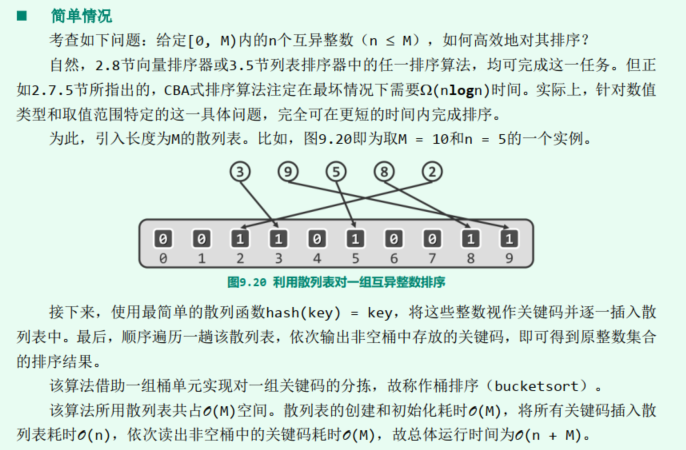 ■ 简单情况
考查如下问题：给定[0, M)内的n个互异整数（n ≤ M），如何高效地对其排序？
自然，2.8节向量排序器或3.5节列表排序器中的任一排序算法，均可完成这一任务。但正
如2.7.5节所指出的，CBA式排序算法注定在最坏情况下需要Ω(nlogn)时间。实际上，针对数值
类型和取值范围特定的这一具体问题，完全可在更短的时间内完成排序。
为此，引入长度为M的散列表。比如，图9.20即为取M = 10和n = 5的一个实例。
3 9 5 8 2
0 0 1 1 0 1 0 0 1 1
0 1 2 3 4 5 6 7 8 9
图9.20 利用散列表对一组互异整数排序
接下来，使用最简单的散列函数hash(key) = key，将这些整数视作关键码并逐一插入散
列表中。最后，顺序遍历一趟该散列表，依次输出非空桶中存放的关键码，即可得到原整数集合
的排序结果。
该算法借助一组桶单元实现对一组关键码的分拣，故称作桶排序（bucketsort）。
该算法所用散列表共占𝒪(M)空间。散列表的创建和初始化耗时𝒪(M)，将所有关键码插入散
列表耗时𝒪(n)，依次读出非空桶中的关键码耗时𝒪(M)，故总体运行时间为𝒪(n + M)。